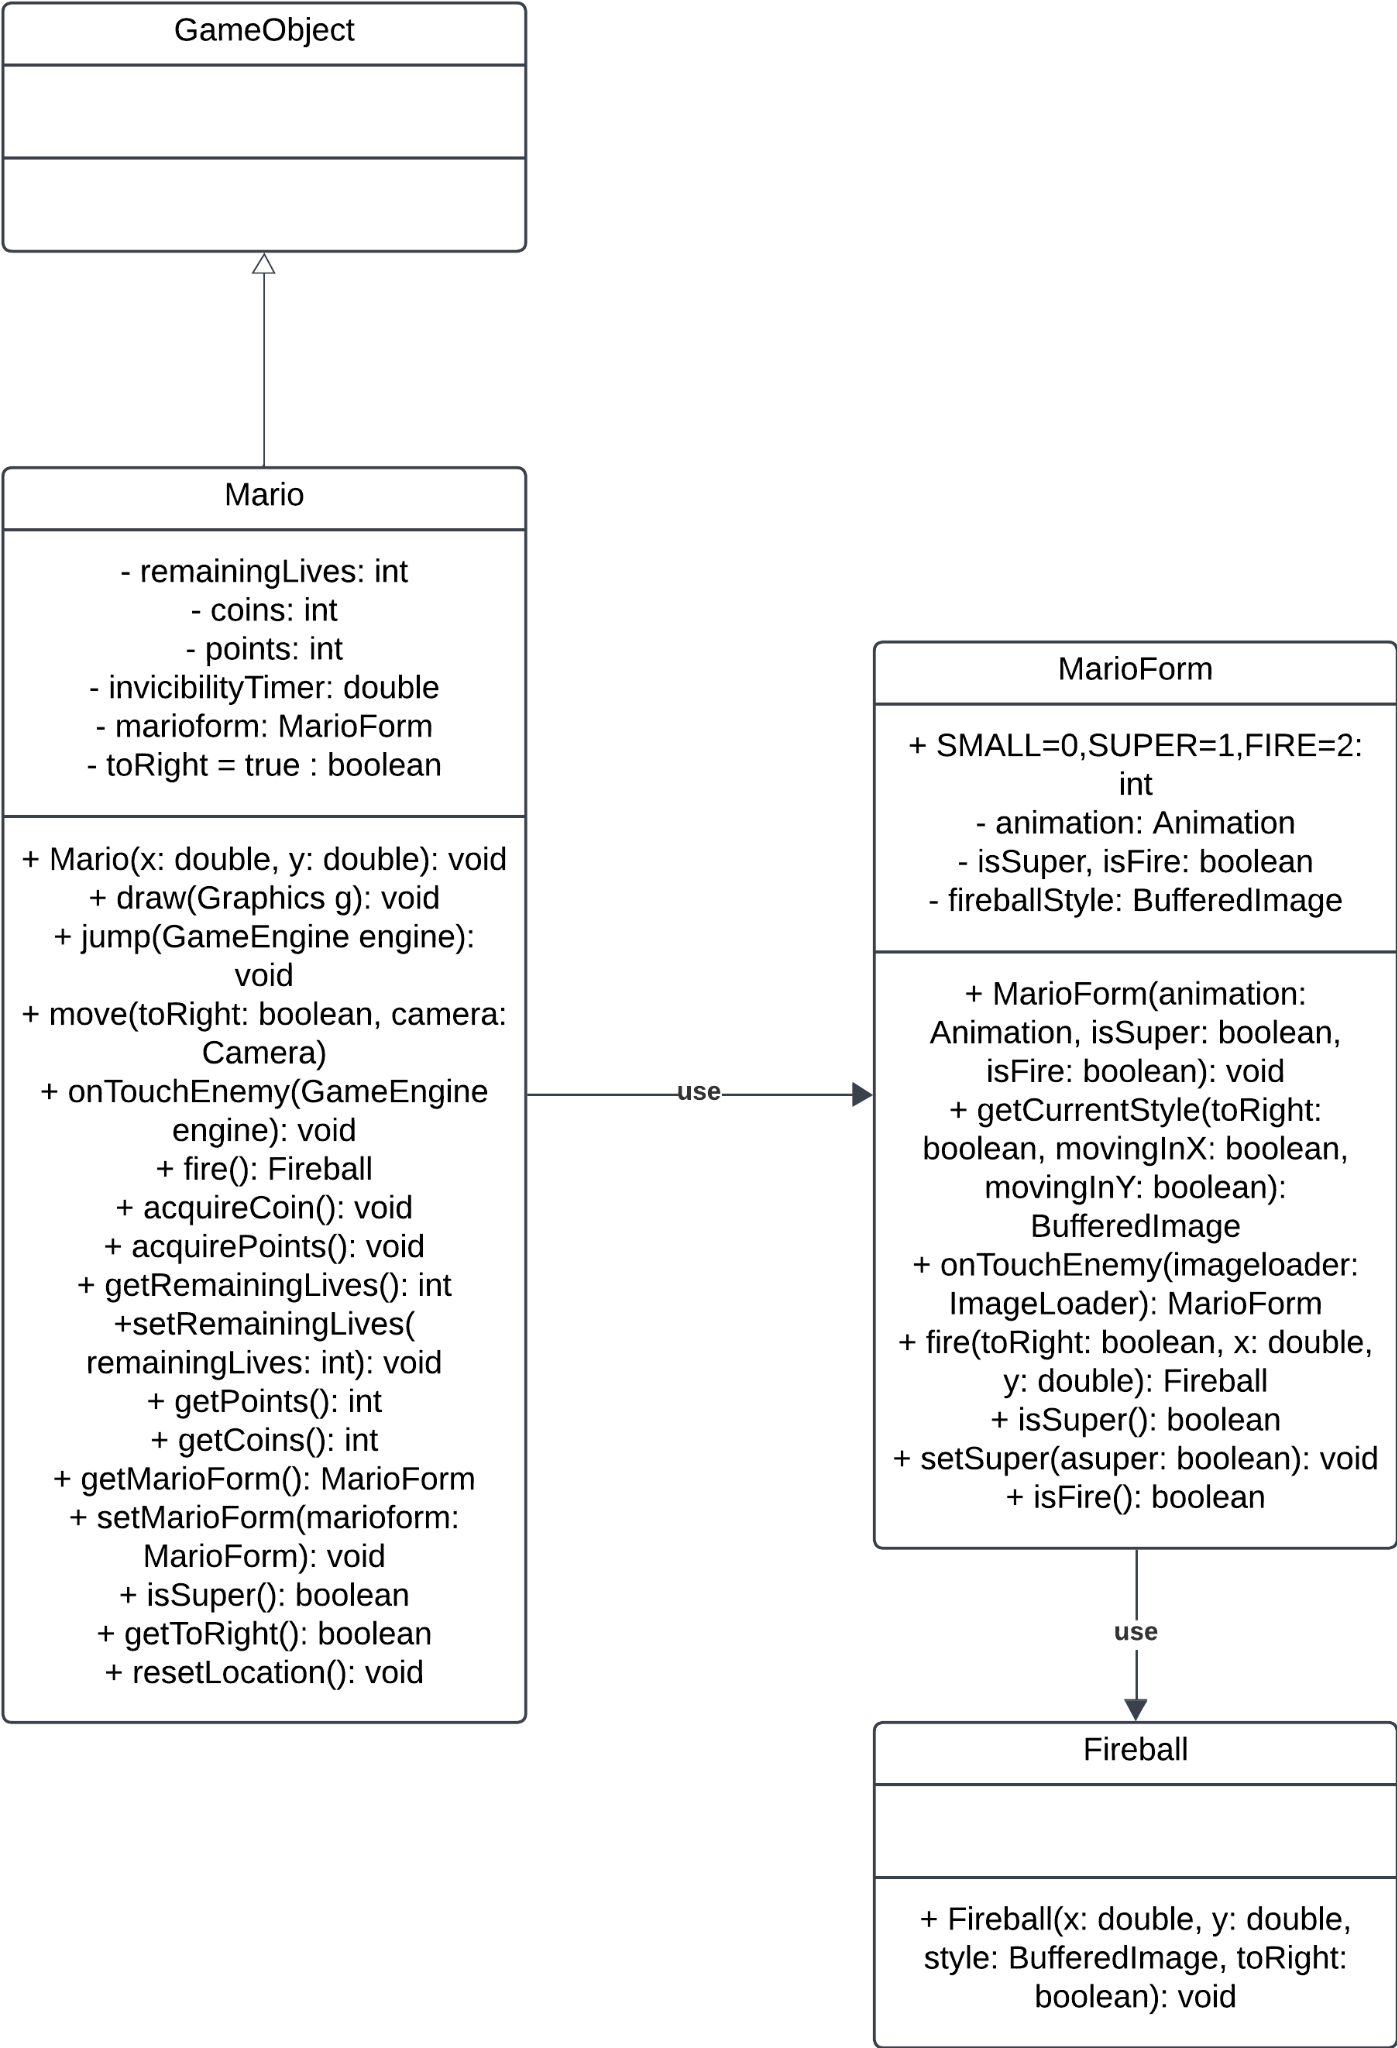 GameObject
Mario
- remainingLives: int
- coins: int
- points: int
- invicibilityTimer: double
- marioform: MarioForm
- toRight = true : boolean
+ Mario(x: double, y: double): void
+ draw(Graphics g): void
+ jump(GameEngine engine):
void
+ move(toRight: boolean, camera:
Camera)
+ onTouchEnemy(GameEngine
engine): void
+ fire(): Fireball
+ acquireCoin(): void
+ acquirePoints(): void
+ getRemainingLives(): int
+setRemainingLives(
remainingLives: int): void
+ getPoints(): int
+ getCoins(): int
+ getMarioForm(): MarioForm
+ setMarioForm(marioform:
MarioForm): void
+ isSuper(): boolean
+ getToRight(): boolean
+ resetLocation(): void
use
MarioForm
+ SMALL=0,SUPER=1,FIRE=2:
int
- animation: Animation
- isSuper, isFire: boolean
- fireballStyle: BufferedImage
+ MarioForm(animation:
Animation, isSuper: boolean,
isFire: boolean): void
+ getCurrentStyle(toRight:
boolean, movingInX: boolean,
movingInY: boolean):
BufferedImage
+ onTouchEnemy(imageloader:
ImageLoader): MarioForm
+ fire(toRight: boolean, x: double,
y: double): Fireball
+ isSuper(): boolean
+ setSuper(asuper: boolean): void
+ isFire(): boolean
use
Fireball
+ Fireball(x: double, y: double,
style: BufferedImage, toRight:
boolean): void